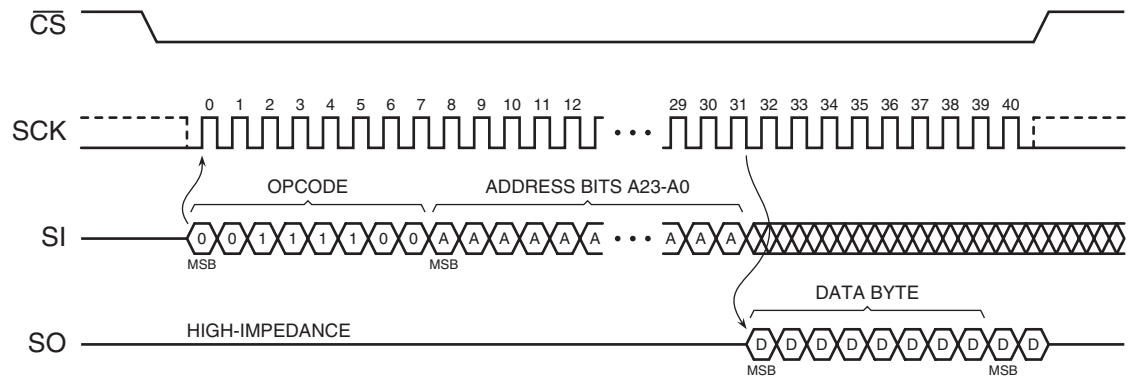 CS
0 1 2 3 4 5 6 7 8 9 10 11 12 29 30 31 32 33 34 35 36 37 38 39 40
SCK
OPCODE ADDRESS BITS A23-A0
SI 0 0 1 1 1 1 0 0 A A A A A A A A A
MSB MSB
DATA BYTE
HIGH-IMPEDANCE
SO D D D D D D D D D D
MSB MSB